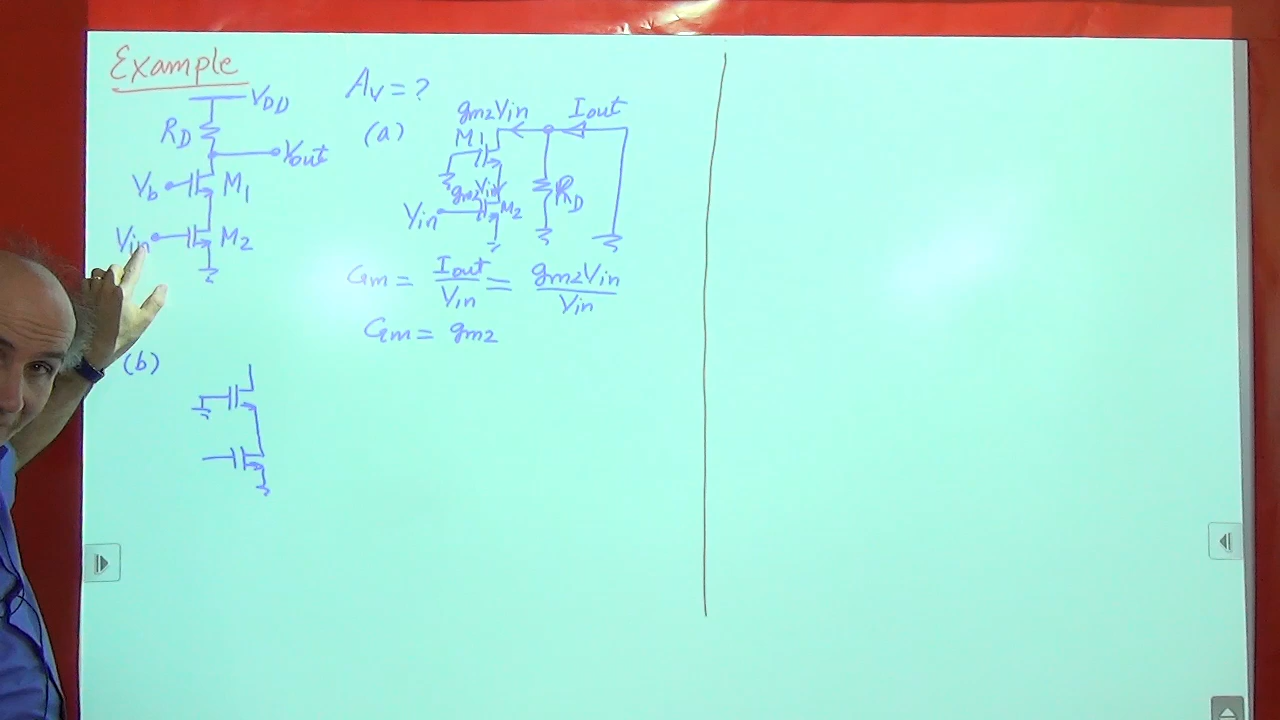 Example
VDD
RD
Vout
Vb
M1
Vin
M2
Av = ?
(a)
gm2Vin
Iout
M1
gm2Vin
Vin
M2
RD
Gm = Iout/Vin = gm2Vin/Vin
Gm = gm2
(b)